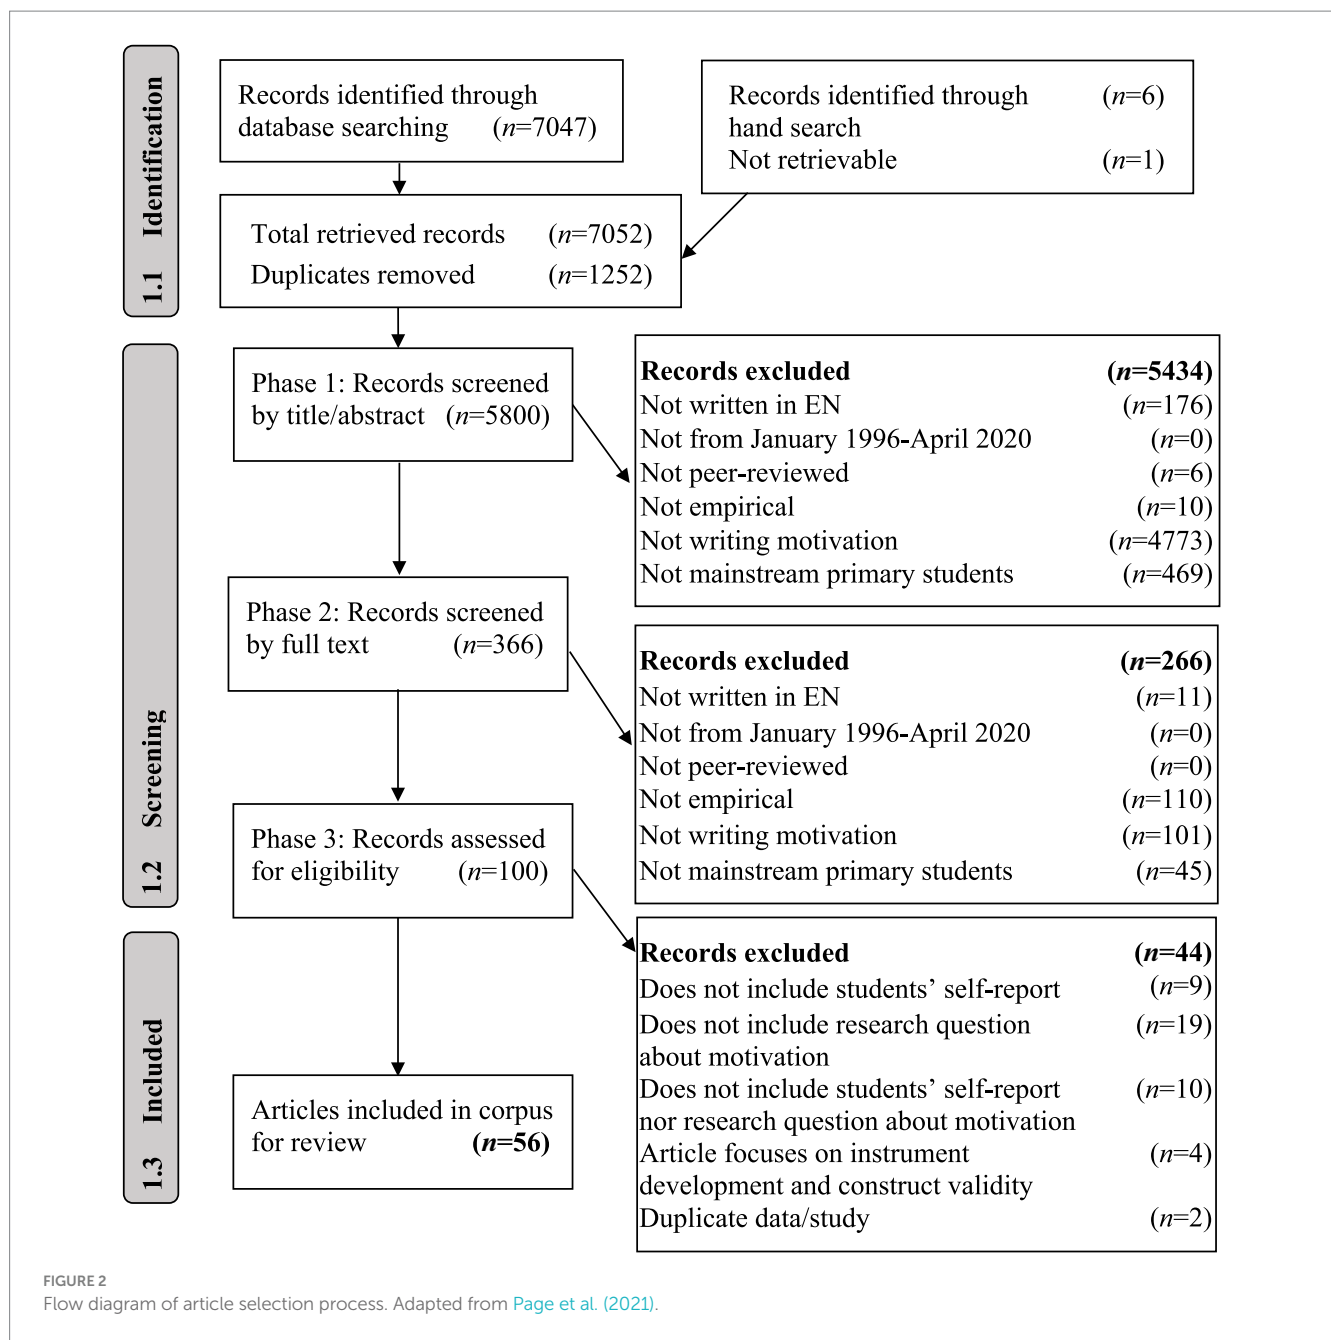 1.1 Identification
Records identified through
database searching (n=7047)
Records identified through (n=6)
hand search
Not retrievable (n=1)
Total retrieved records (n=7052)
Duplicates removed (n=1252)
1.2 Screening
Phase 1: Records screened
by title/abstract (n=5800)
Records excluded (n=5434)
Not written in EN (n=176)
Not from January 1996-April 2020 (n=0)
Not peer-reviewed (n=6)
Not empirical (n=10)
Not writing motivation (n=4773)
Not mainstream primary students (n=469)
Phase 2: Records screened
by full text (n=366)
Records excluded (n=266)
Not written in EN (n=11)
Not from January 1996-April 2020 (n=0)
Not peer-reviewed (n=0)
Not empirical (n=110)
Not writing motivation (n=101)
Not mainstream primary students (n=45)
Phase 3: Records assessed
for eligibility (n=100)
Records excluded (n=44)
Does not include students’ self-report (n=9)
Does not include research question (n=19)
about motivation
Does not include students’ self-report (n=10)
nor research question about motivation
Article focuses on instrument (n=4)
development and construct validity
Duplicate data/study (n=2)
1.3 Included
Articles included in corpus
for review (n=56)
FIGURE 2
Flow diagram of article selection process. Adapted from Page et al. (2021).